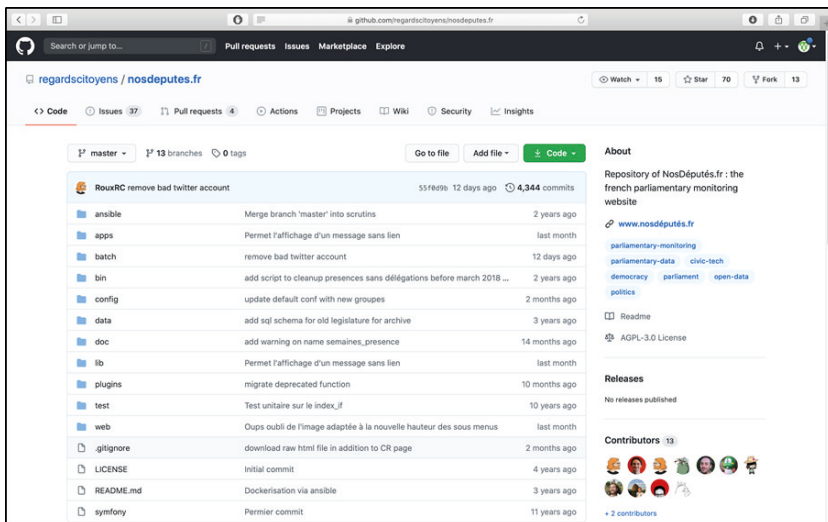 github.com/regardscitoyens/nosdeputes.fr
Search or jump to... /
Pull requests Issues Marketplace Explore
regardscitoyens / nosdeputes.fr
Watch 15 Star 70 Fork 13
Code Issues 37 Pull requests 4 Actions Projects Wiki Security Insights
master 13 branches 0 tags Go to file Add file Code
RouxRC remove bad twitter account 55f0d9b 12 days ago 4,344 commits
ansible Merge branch 'master' into scrutins 2 years ago
apps Permet l'affichage d'un message sans lien last month
batch remove bad twitter account 12 days ago
bin add script to cleanup presences sans délégations before march 2018 ... 2 years ago
config update default conf with new groupes 2 months ago
data add sql schema for old legislature for archive 3 years ago
doc add warning on name semaines_presence 14 months ago
lib Permet l'affichage d'un message sans lien last month
plugins migrate deprecated function 10 months ago
test Test unitaire sur le index_if 10 years ago
web Oups oubli de l'image adaptée à la nouvelle hauteur des sous menus last month
.gitignore download raw html file in addition to CR page 2 months ago
LICENSE Initial commit 4 years ago
README.md Dockerisation via ansible 3 years ago
symfony Permier commit 11 years ago
About
Repository of NosDéputés.fr : the
french parliamentary monitoring
website
www.nosdéputés.fr
parliamentary-monitoring
parliamentary-data civic-tech
democracy parliament open-data
politics
Readme
AGPL-3.0 License
Releases
No releases published
Contributors 13
+ 2 contributors